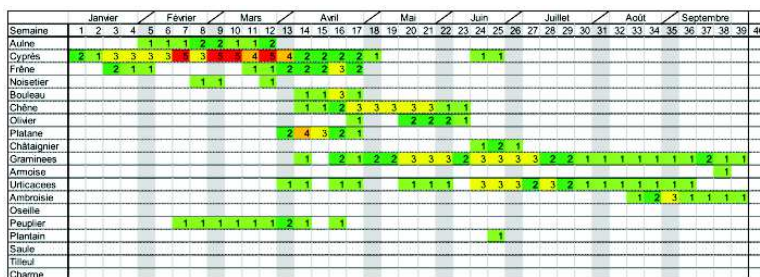 Janvier Février Mars Avril Mai Juin Juillet Août Septembre
Semaine 1 2 3 4 5 6 7 8 9 10 11 12 13 14 15 16 17 18 19 20 21 22 23 24 25 26 27 28 29 30 31 32 33 34 35 36 37 38 39 40
Aulne 1 1 1 2 2 1 1 2
Cyprès 2 1 3 3 3 3 5 3 5 5 4 5 4 2 2 2 2 1 1 1
Frêne 2 1 1 1 1 2 2 2 3 2
Noisetier 1 1 1
Bouleau 1 1 3 1
Chêne 1 1 2 3 3 3 3 3 1 1
Olivier 1 2 2 2 1
Platane 2 4 3 2 1
Châtaignier 1 2 1
Graminees 1 2 1 2 2 3 3 3 2 3 3 3 3 2 2 1 1 1 1 1 1 1 2 1 1
Armoise 1
Urticacees 1 1 1 1 1 1 1 3 3 3 2 3 2 1 1 1 1 1 1 1
Ambroisie 1 2 3 1 1 1 1
Oseille
Peuplier 1 1 1 1 1 1 2 1 1
Plantain 1
Saule
Tilleul
Charme